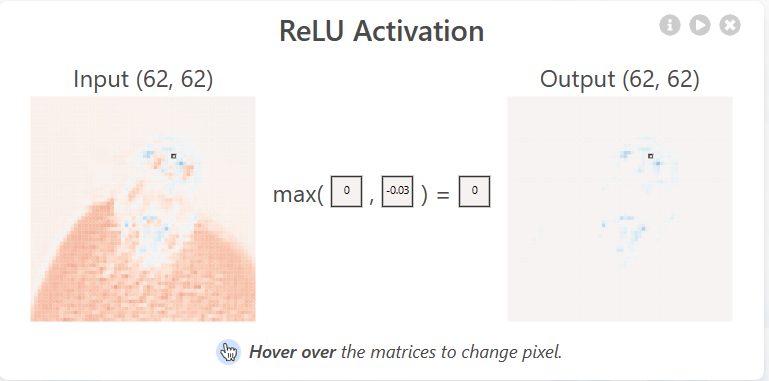 ReLU Activation
Input (62, 62)
Output (62, 62)
max( 0 , -0.03 ) = 0
Hover over the matrices to change pixel.